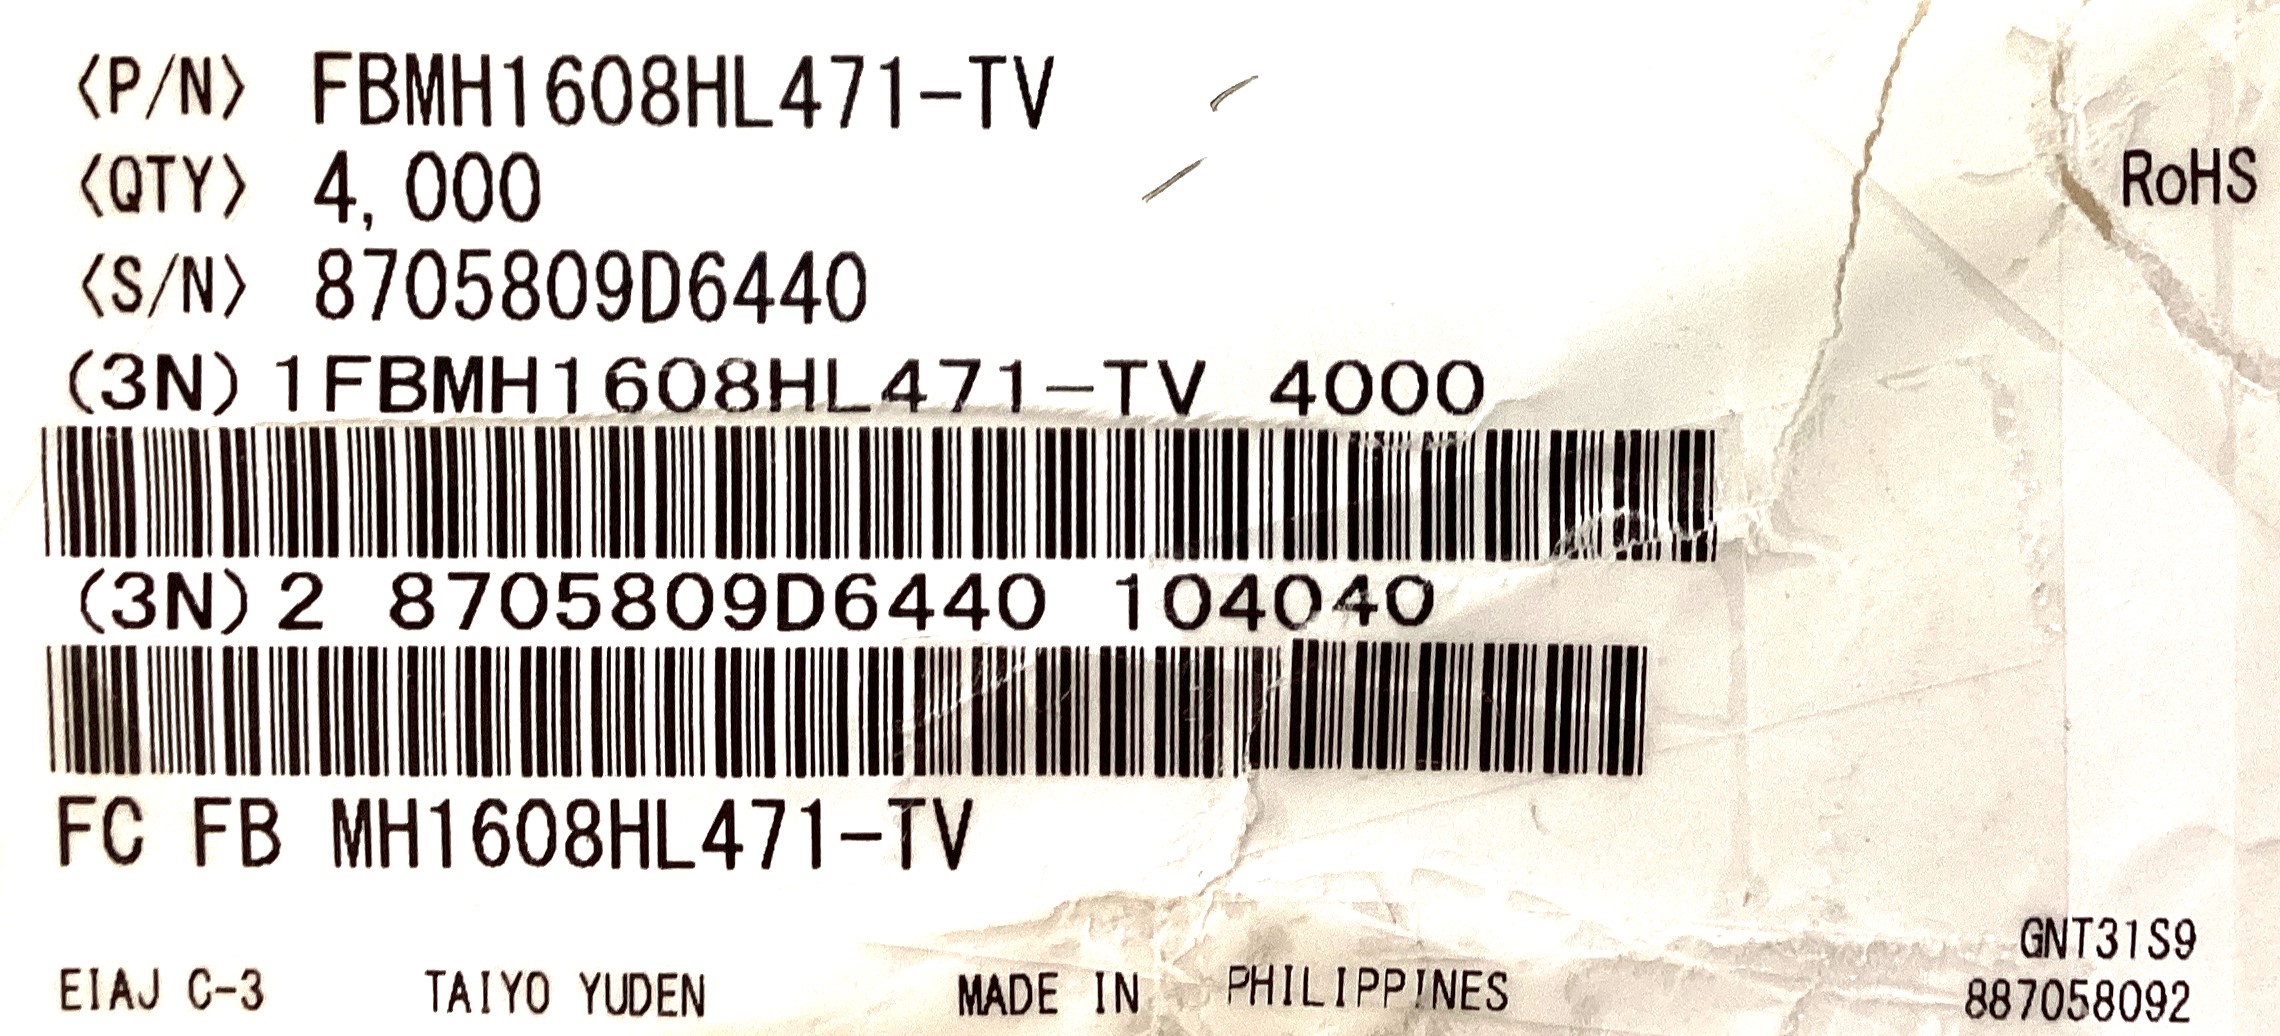 〈P/N〉 FBMH1608HL471-TV
〈QTY〉 4, 000
RoHS
〈S/N〉 8705809D6440
(3N) 1FBMH1608HL471-TV 4000
(3N) 2 8705809D6440 104040
FC FB MH1608HL471-TV
GNT31S9
EIAJ C-3 TAIYO YUDEN MADE IN PHILIPPINES 887058092